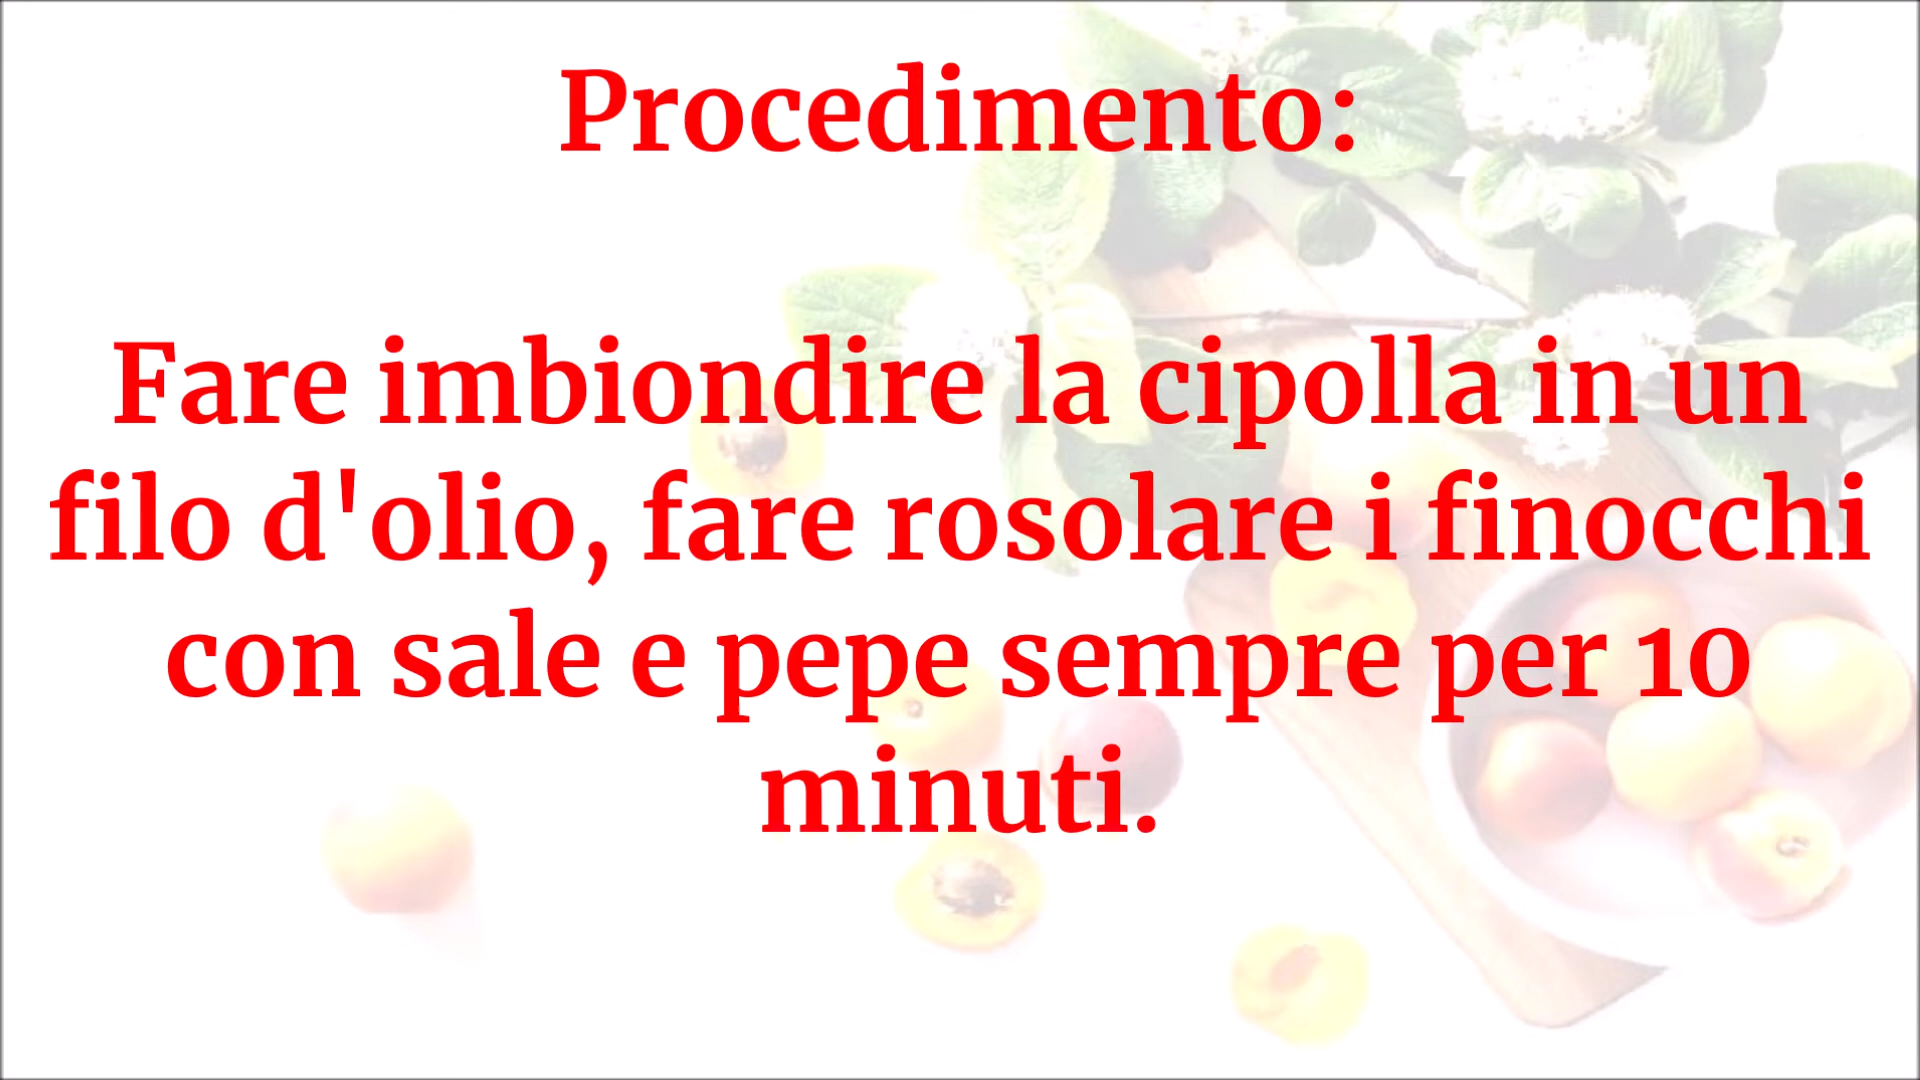 Procedimento:
Fare imbiondire la cipolla in un
filo d'olio, fare rosolare i finocchi
con sale e pepe sempre per 10
minuti.